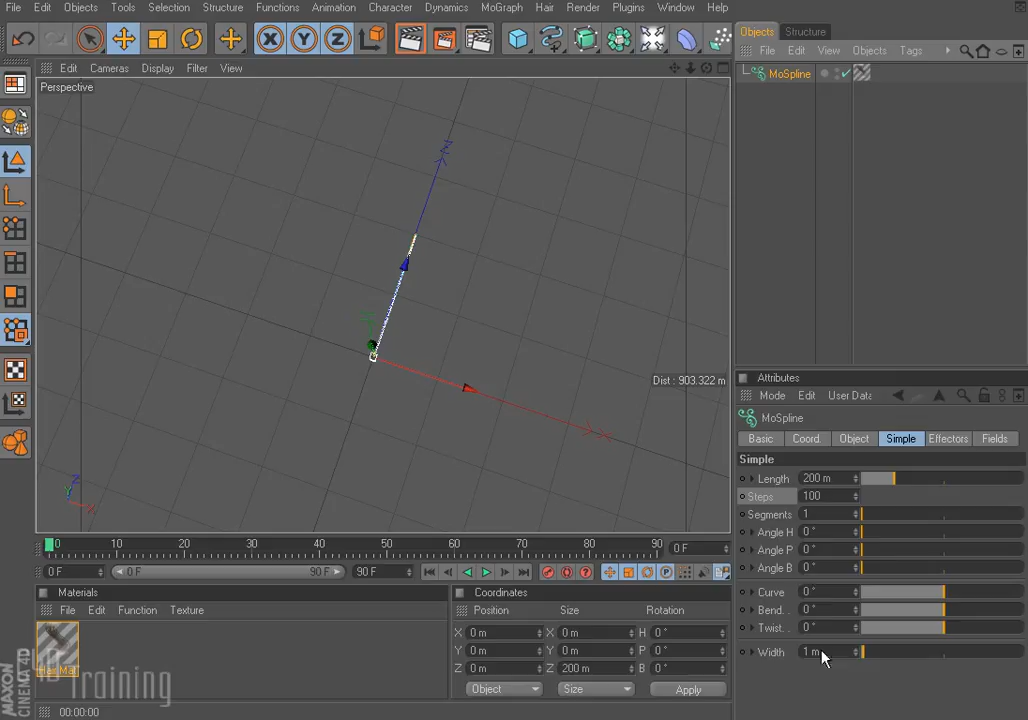 File Edit Objects Tools Selection Structure Functions Animation Character Dynamics MoGraph Hair Render Plugins Window Help
Objects Structure
File Edit View Objects Tags
MoSpline
Edit Cameras Display Filter View
Perspective
Z
X
Dist : 903.322 m
Z
Y X
Attributes
Mode Edit User Data
MoSpline
Basic Coord. Object Simple Effectors Fields
Simple
Length 200 m
Steps 100
Segments 1
Angle H 0 °
Angle P 0 °
Angle B 0 °
Curve 0 °
Bend. . 0 °
Twist. . 0 °
Width 1 m
0 10 20 30 40 50 60 70 80 90 0 F
0 F 0 F 90 F 90 F
Materials
File Edit Function Texture
Hair Mat
Training
MAXON
CINEMA 4D
Coordinates
Position Size Rotation
X 0 m X 0 m H 0 °
Y 0 m Y 0 m P 0 °
Z 0 m Z 200 m B 0 °
Object Size Apply
00:00:00